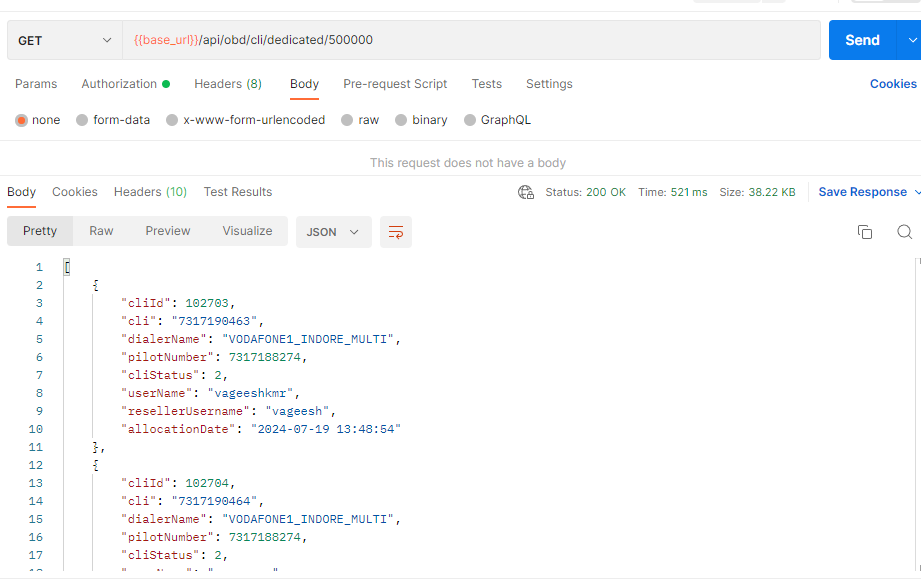 GET {{base_url}}/api/obd/cli/dedicated/500000 Send
Params Authorization Headers (8) Body Pre-request Script Tests Settings Cookies
none form-data x-www-form-urlencoded raw binary GraphQL
This request does not have a body
Body Cookies Headers (10) Test Results Status: 200 OK Time: 521 ms Size: 38.22 KB Save Response
Pretty Raw Preview Visualize JSON
1 [
2 {
3 "cliId": 102703,
4 "cli": "7317190463",
5 "dialerName": "VODAFONE1_INDORE_MULTI",
6 "pilotNumber": 7317188274,
7 "cliStatus": 2,
8 "userName": "vageeshkmr",
9 "resellerUsername": "vageesh",
10 "allocationDate": "2024-07-19 13:48:54"
11 },
12 {
13 "cliId": 102704,
14 "cli": "7317190464",
15 "dialerName": "VODAFONE1_INDORE_MULTI",
16 "pilotNumber": 7317188274,
17 "cliStatus": 2,